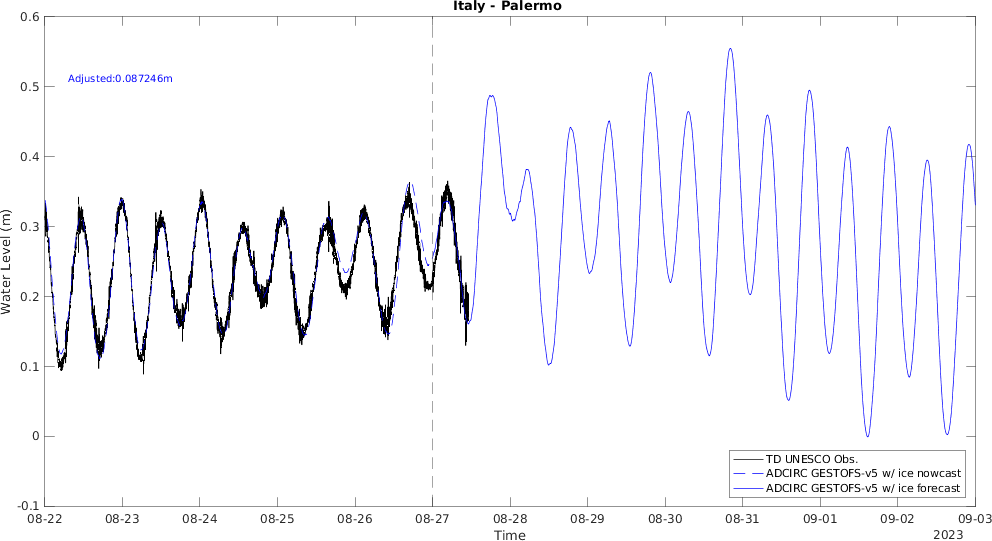 Italy - Palermo
0.6
0.5
0.4
0.3
0.2
0.1
0
-0.1
Water Level (m)
Adjusted:0.087246m
TD UNESCO Obs.
ADCIRC GESTOFS-v5 w/ ice nowcast
ADCIRC GESTOFS-v5 w/ ice forecast
08-22 08-23 08-24 08-25 08-26 08-27 08-28 08-29 08-30 08-31 09-01 09-02 09-03
Time
2023